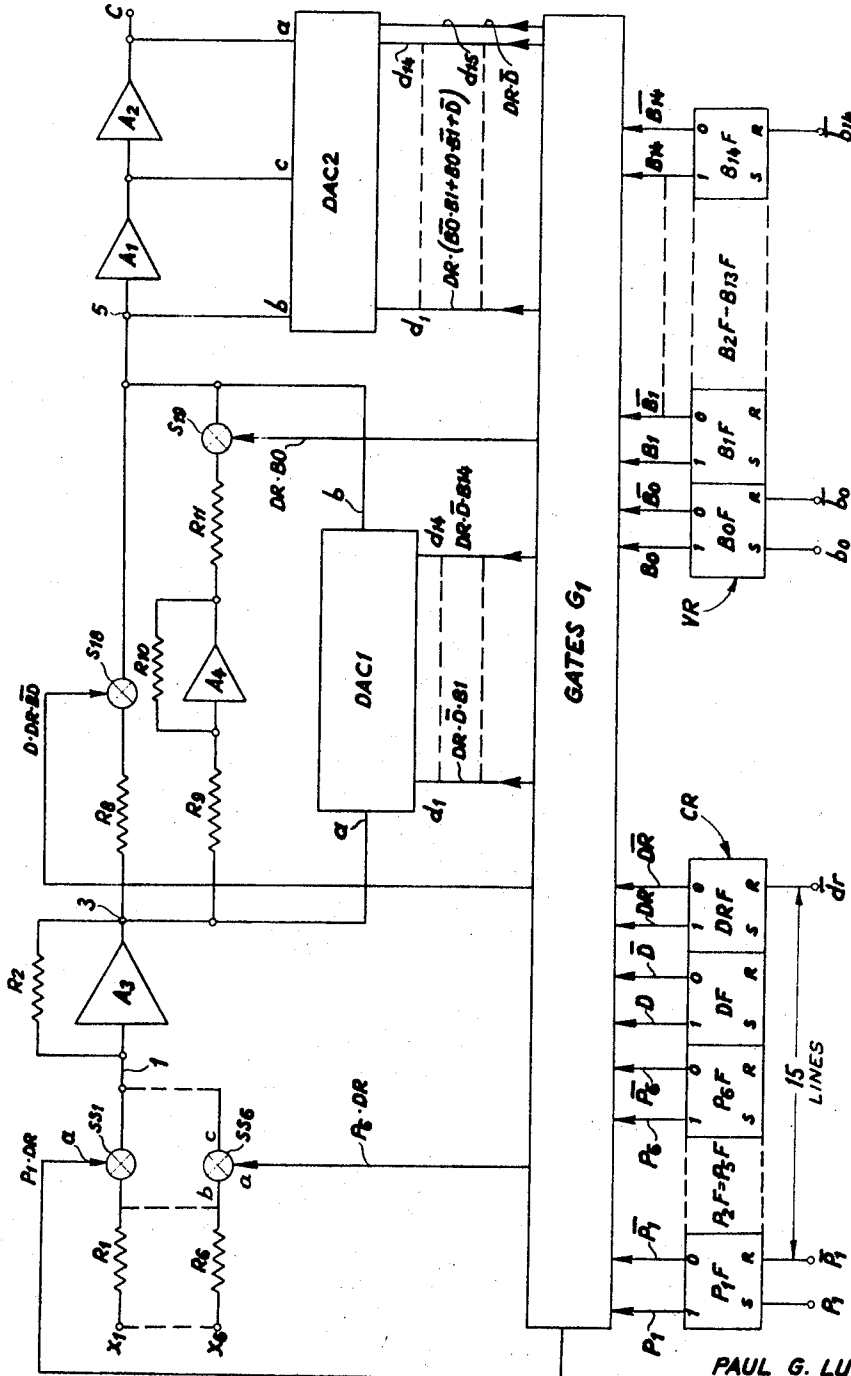 C
A2
A1
5
a
c
b
DAC2
d14
d15
d1
DR·(B̅0̅·B1+B0·B̅1̅+D̅)
DR·D̅
D·DR·B̅0̅
S18
R8
S19
DR·B0
R10
R11
A4
R9
b
DAC1
a
d14
DR·D̅·B14
d1
DR·D̅·B1
R2
3
A3
1
P1·DR
a
SS1
R1
X1
c
SS6
b
a
R6
X6
P6·DR
GATES G1
P1
P̅1
P6
P̅6
D
D̅
DR
D̅R̅
B0
B̅0
B1
B̅1
B14
B̅14
1 0 1 0 1 0 1 0
P1F P2F=P5F P6F DF DRF
S R S R S R S R
CR
P1
P̅1
15 LINES
d̅r̅
1 0 1 0 1 0
B0F B1F B2F-B13F B14F
S R S R S R
VR
b0
b̅0
b̅14
PAUL G. LU